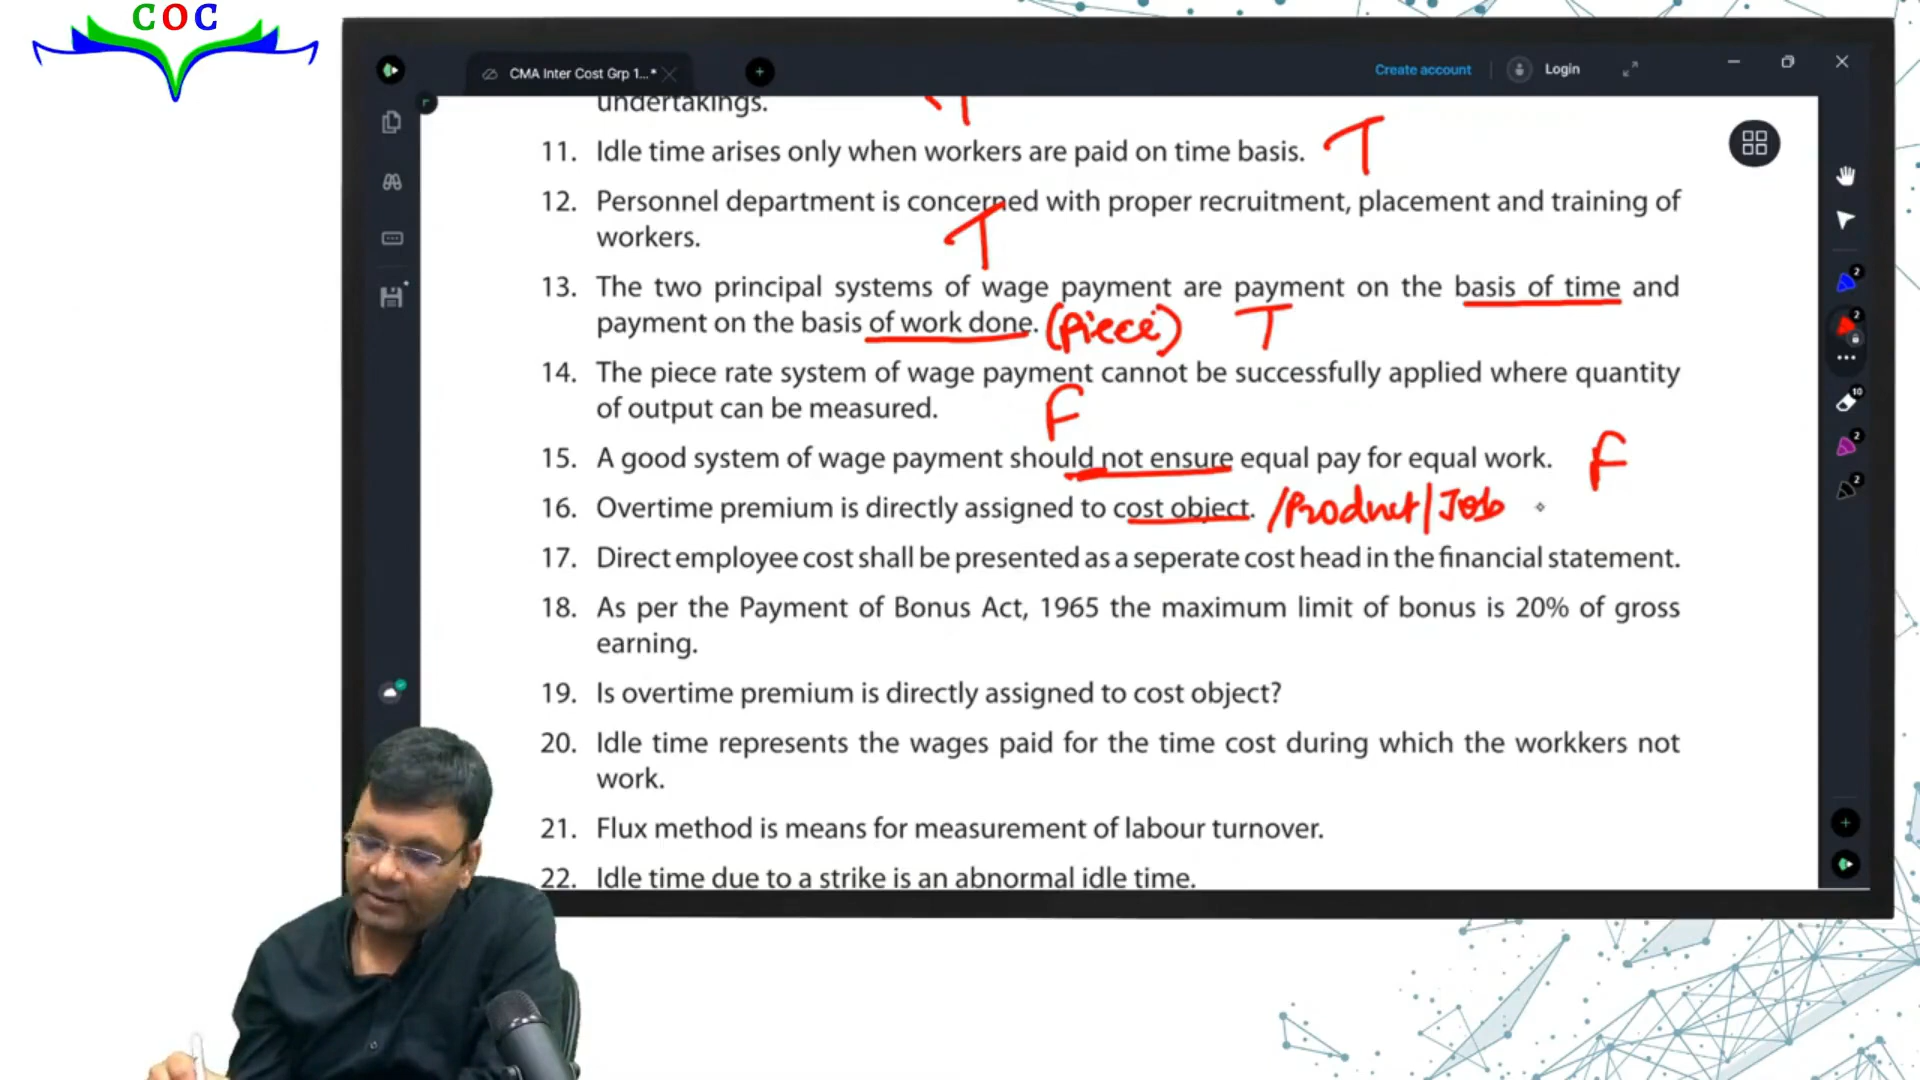 COC
CMA Inter Cost Grp 1...*
Create account
Login
undertakings.
11. Idle time arises only when workers are paid on time basis. T
12. Personnel department is concerned with proper recruitment, placement and training of
workers. T
13. The two principal systems of wage payment are payment on the basis of time and
payment on the basis of work done. (Piece) T
14. The piece rate system of wage payment cannot be successfully applied where quantity
of output can be measured. F
15. A good system of wage payment should not ensure equal pay for equal work. F
16. Overtime premium is directly assigned to cost object. /Product/Job
17. Direct employee cost shall be presented as a seperate cost head in the financial statement.
18. As per the Payment of Bonus Act, 1965 the maximum limit of bonus is 20% of gross
earning.
19. Is overtime premium is directly assigned to cost object?
20. Idle time represents the wages paid for the time cost during which the workkers not
work.
21. Flux method is means for measurement of labour turnover.
22. Idle time due to a strike is an abnormal idle time.
2
2
10
2
2